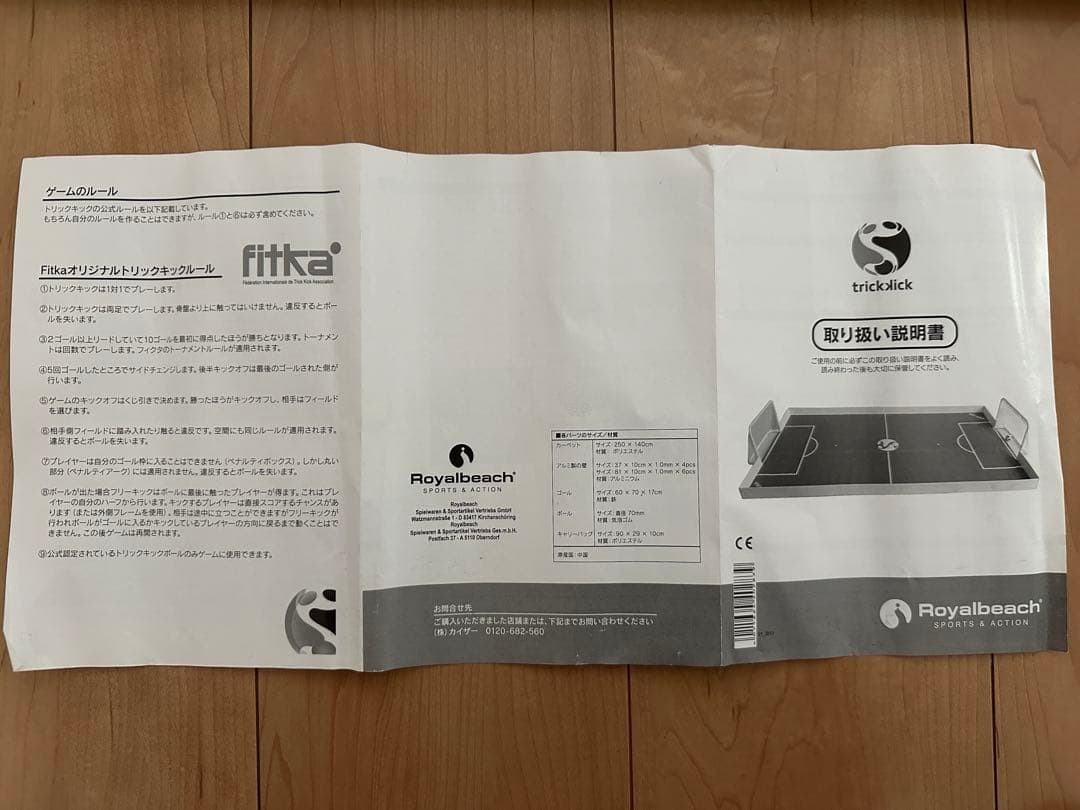 ゲームのルール
トリックキックの公式ルールを以下記載しています。
もちろん自分のルールを作ることはできますが、ルール①と⑥は必ず含めてください。
fitka
Fédération Internationale de Trick Kick Association
Fitkaオリジナルトリックキックルール
①トリックキックは1対1でプレーします。
②トリックキックは両足でプレーします。骨盤より上に触ってはいけません。違反するとボー
ルを失います。
③2ゴール以上リードしていて10ゴールを最初に得点したほうが勝ちとなります。トーナメン
トは回数でプレーします。フィクタのトーナメントルールが適用されます。
④5回ゴールしたところでサイドチェンジします。後半キックオフは最後のゴールされた側が
行います。
⑤ゲームのキックオフはくじ引きで決めます。勝ったほうがキックオフし、相手はフィールド
を選びます。
⑥相手側フィールドに踏み入れたり触ると違反です。空間にも同じルールが適用されます。
違反するとボールを失います。
⑦プレイヤーは自分のゴール枠に入ることはできません(ペナルティボックス)。しかし丸い
部分(ペナルティアーク)には適用されません。違反するとボールを失います。
⑧ボールが出た場合フリーキックはボールに最後に触ったプレイヤーが得ます。これはプレ
イヤーの自分のハーフから行います。キックするプレイヤーは直接スコアするチャンスがあ
ります(または外側フレームを使用)。相手は途中に立つことができますがフリーキックが
行われボールがゴールに入るかキックしているプレイヤーの方向に戻るまで動くことはで
きません。この後ゲームは再開されます。
⑨公式認定されているトリックキックボールのみゲームに使用できます。
Royalbeach
SPORTS & ACTION
Royalbeach
Spielwaren & Sportartikel Vertriebs GmbH
Watzmannstraße 1 - D 83417 Kirchanschöring
Royalbeach
Spielwaren & Sportartikel Vertriebs Ges.m.b.H.
Postfach 37 - A 5110 Oberndorf
■各パーツのサイズ/材質
カーペット サイズ:250 × 140cm
材質:ポリエステル
アルミ製の壁 サイズ:37 × 10cm × 1.0mm × 4pcs
サイズ:81 × 10cm × 1.0mm × 6pcs
材質:アルミニウム
ゴール サイズ:60 × 70 × 17cm
材質:鉄
ボール サイズ:直径 70mm
材質:気泡ゴム
キャリーバッグ サイズ:90 × 29 × 10cm
材質:ポリエステル
原産国:中国
お問合せ先
ご購入いただきました店舗または、下記までお問い合わせください
(株)カイザー 0120-682-560
trickkick
取り扱い説明書
ご使用の前に必ずこの取り扱い説明書をよく読み、
読み終わった後も大切に保管してください。
CE
Royalbeach
SPORTS & ACTION